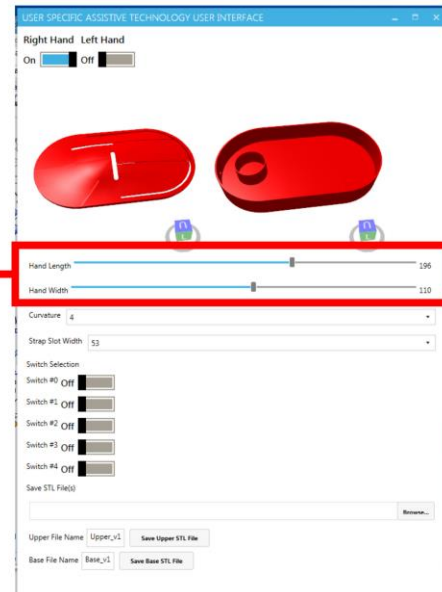 USER SPECIFIC ASSISTIVE TECHNOLOGY USER INTERFACE
Right Hand Left Hand
On Off
Hand Length 196
Hand Width 110
Curvature 4
Strap Slot Width 53
Switch Selection
Switch #0 Off
Switch #1 Off
Switch #2 Off
Switch #3 Off
Switch #4 Off
Save STL File(s)
Browse...
Upper File Name Upper_v1 Save Upper STL File
Base File Name Base_v1 Save Base STL File